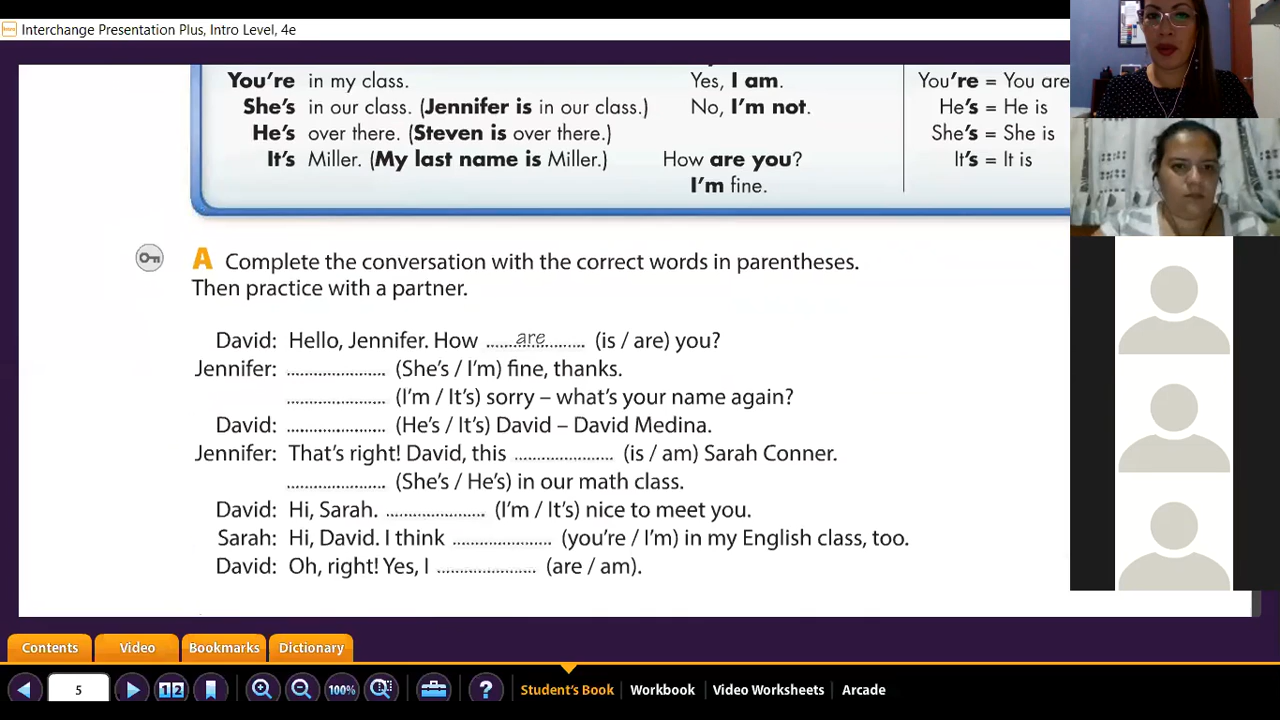 Interchange Presentation Plus, Intro Level, 4e
You're in my class. Yes, I am. You're = You are
She's in our class. (Jennifer is in our class.) No, I'm not. He's = He is
He's over there. (Steven is over there.) She's = She is
It's Miller. (My last name is Miller.) How are you? It's = It is
I'm fine.
A Complete the conversation with the correct words in parentheses.
Then practice with a partner.
David: Hello, Jennifer. How ........are........ (is / are) you?
Jennifer: ..................... (She's / I'm) fine, thanks.
..................... (I'm / It's) sorry – what's your name again?
David: ..................... (He's / It's) David – David Medina.
Jennifer: That's right! David, this ..................... (is / am) Sarah Conner.
..................... (She's / He's) in our math class.
David: Hi, Sarah. ..................... (I'm / It's) nice to meet you.
Sarah: Hi, David. I think ..................... (you're / I'm) in my English class, too.
David: Oh, right! Yes, I ..................... (are / am).
Contents Video Bookmarks Dictionary
5 1 2 100% ? Student's Book Workbook Video Worksheets Arcade